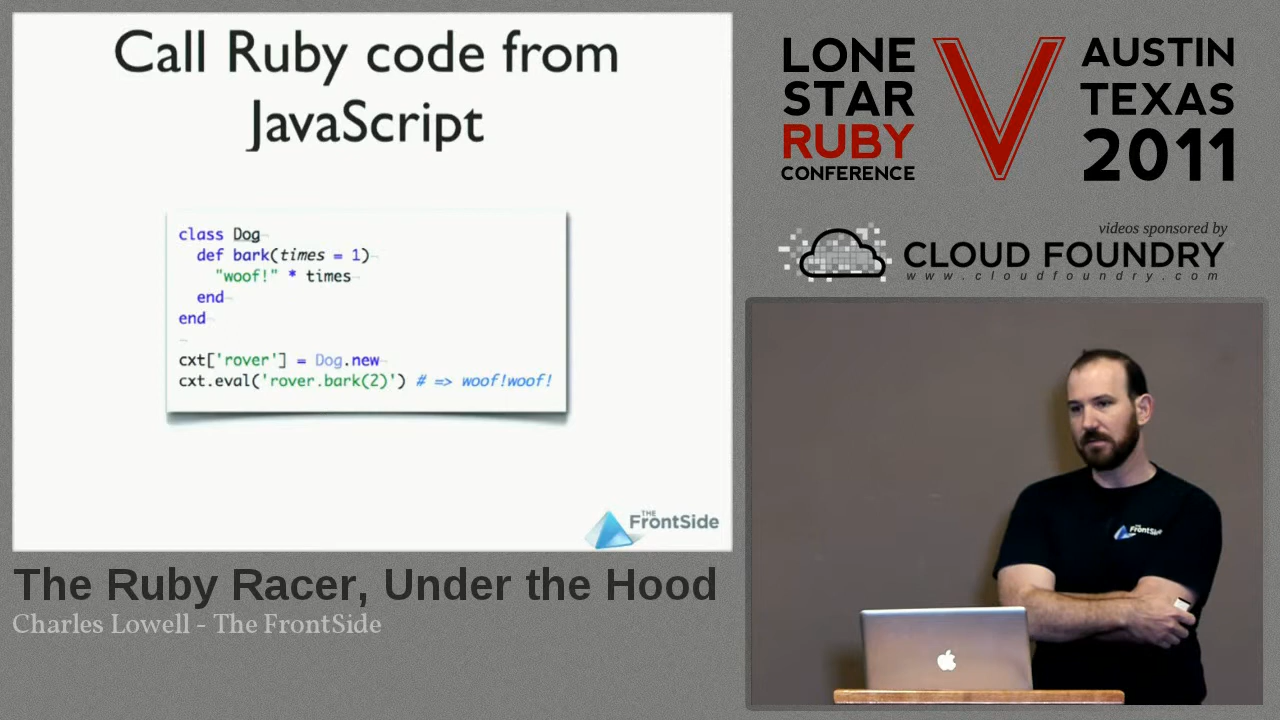 Call Ruby code from
JavaScript
class Dog
def bark(times = 1)
"woof!" * times
end
end
cxt['rover'] = Dog.new
cxt.eval('rover.bark(2)') # => woof!woof!
THE
FrontSide
The Ruby Racer, Under the Hood
Charles Lowell - The FrontSide
LONE
STAR
RUBY
CONFERENCE
V
AUSTIN
TEXAS
2011
videos sponsored by
CLOUD FOUNDRY
www.cloudfoundry.com
THE
FrontSide